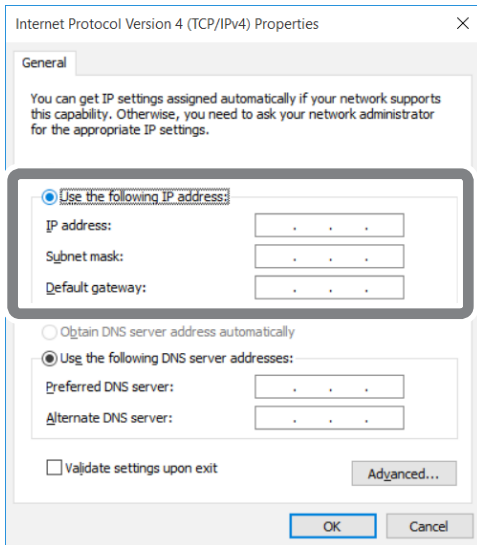 Internet Protocol Version 4 (TCP/IPv4) Properties
General
You can get IP settings assigned automatically if your network supports
this capability. Otherwise, you need to ask your network administrator
for the appropriate IP settings.
Use the following IP address:
IP address:
Subnet mask:
Default gateway:
Obtain DNS server address automatically
Use the following DNS server addresses:
Preferred DNS server:
Alternate DNS server:
Validate settings upon exit
Advanced...
OK Cancel